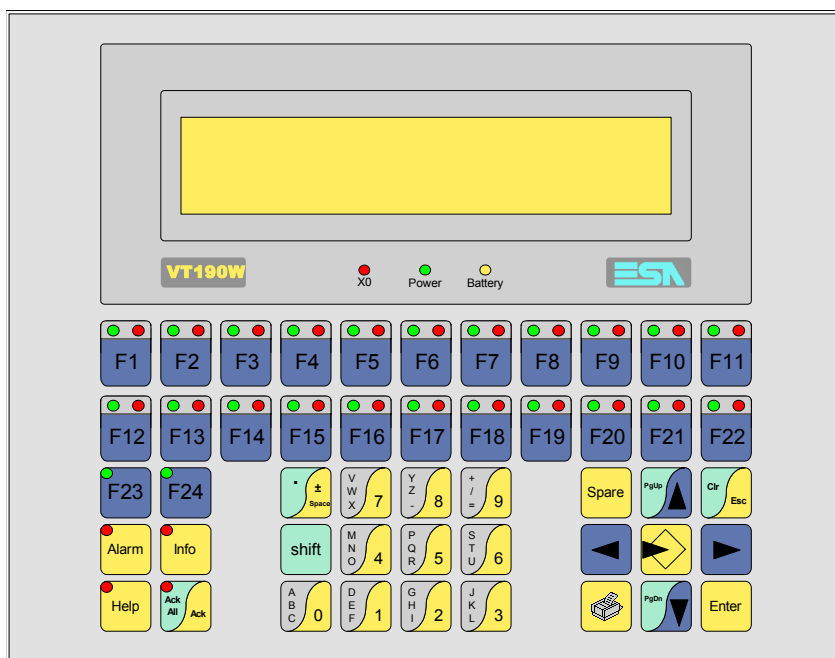 VT190W
X0 Power Battery
ESA
F1 F2 F3 F4 F5 F6 F7 F8 F9 F10 F11
F12 F13 F14 F15 F16 F17 F18 F19 F20 F21 F22
F23 F24
. ± Space
V W X 7
Y Z - 8
+ / = 9
Spare
PgUp
Clr Esc
Alarm Info
shift
M N O 4
P Q R 5
S T U 6
Help
Ack All Ack
A B C 0
D E F 1
G H I 2
J K L 3
PgDn
Enter